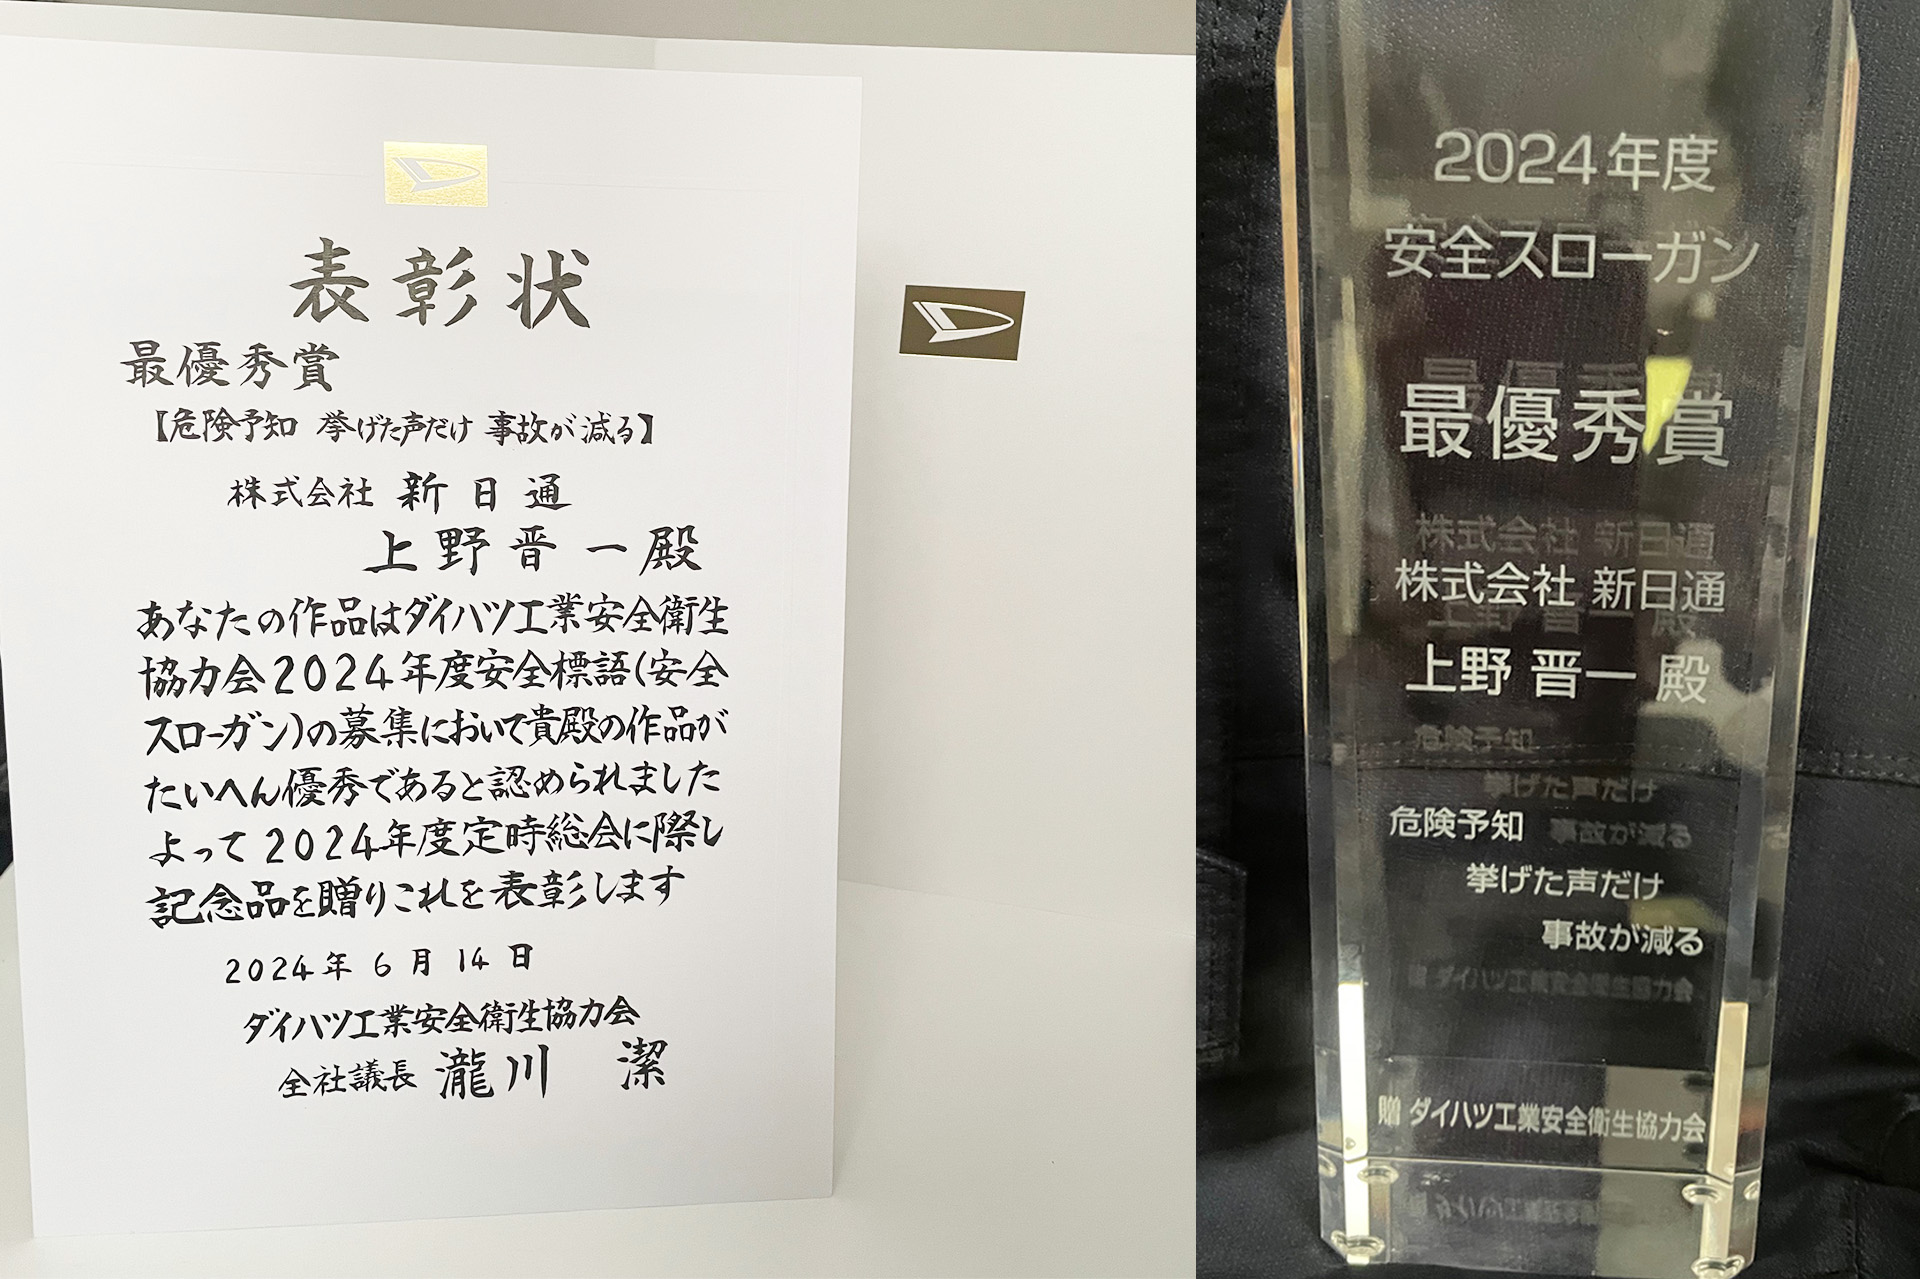 表彰状
最優秀賞
【危険予知 挙げた声だけ 事故が減る】
株式会社 新日通
上野晋一殿
あなたの作品はダイハツ工業安全衛生
協力会2024年度安全標語(安全
スローガン)の募集において貴殿の作品が
たいへん優秀であると認められました
よって2024年度定時総会に際し
記念品を贈りこれを表彰します
2024年6月14日
ダイハツ工業安全衛生協力会
全社議長 瀧川 潔
2024年度
安全スローガン
最優秀賞
株式会社 新日通
上野 晋一 殿
危険予知
挙げた声だけ
事故が減る
贈 ダイハツ工業安全衛生協力会